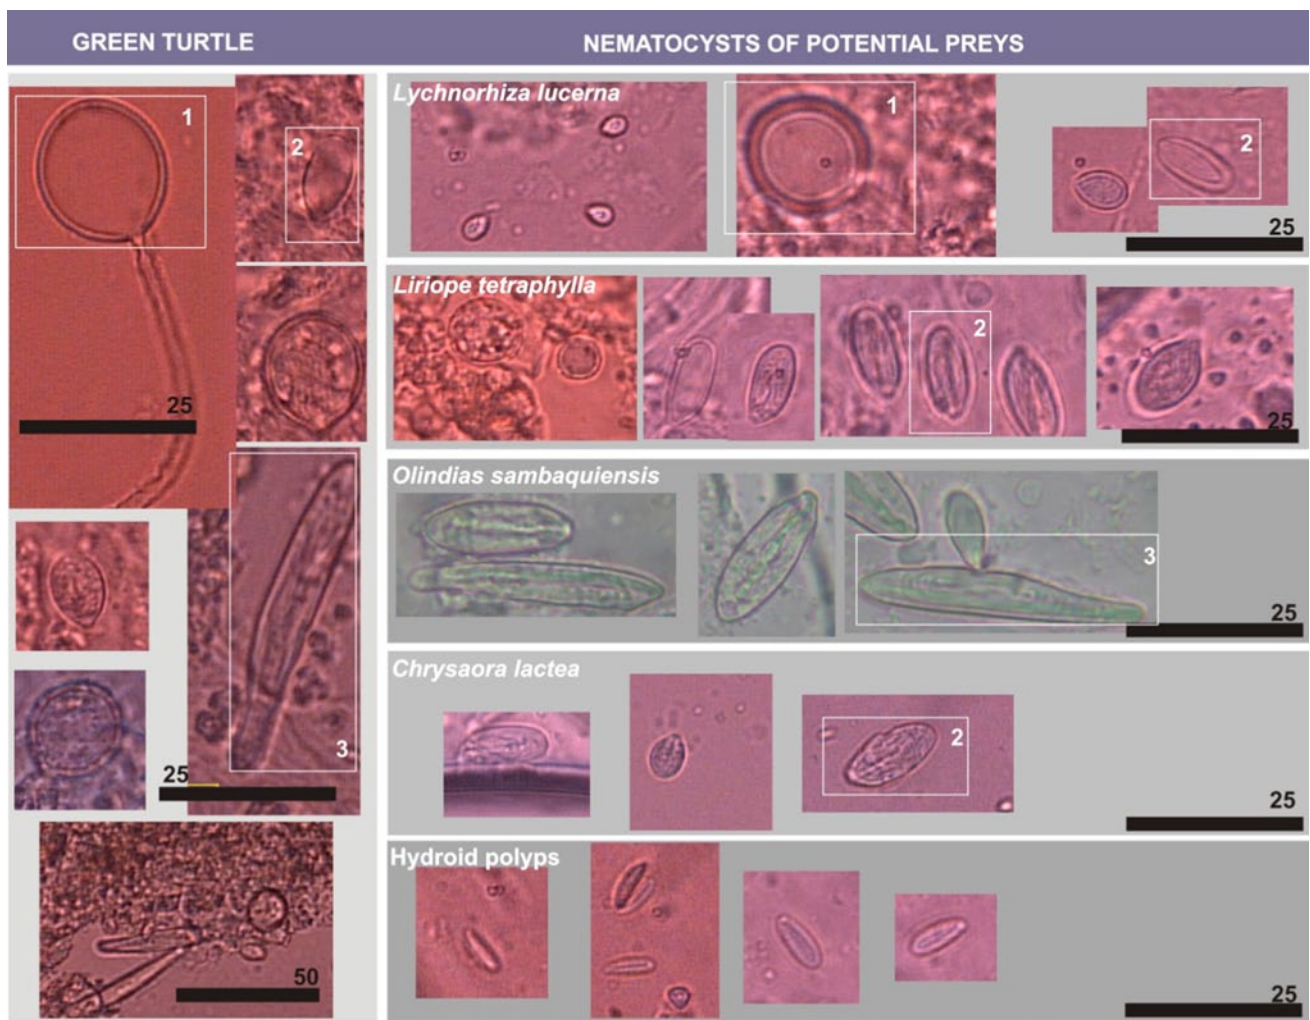 GREEN TURTLE
NEMATOCYSTS OF POTENTIAL PREYS
1
2
25
3
25
50
Lychnorhiza lucerna
1
2
25
Liriope tetraphylla
2
25
Olindias sambaquiensis
3
25
Chrysaora lactea
2
25
Hydroid polyps
25